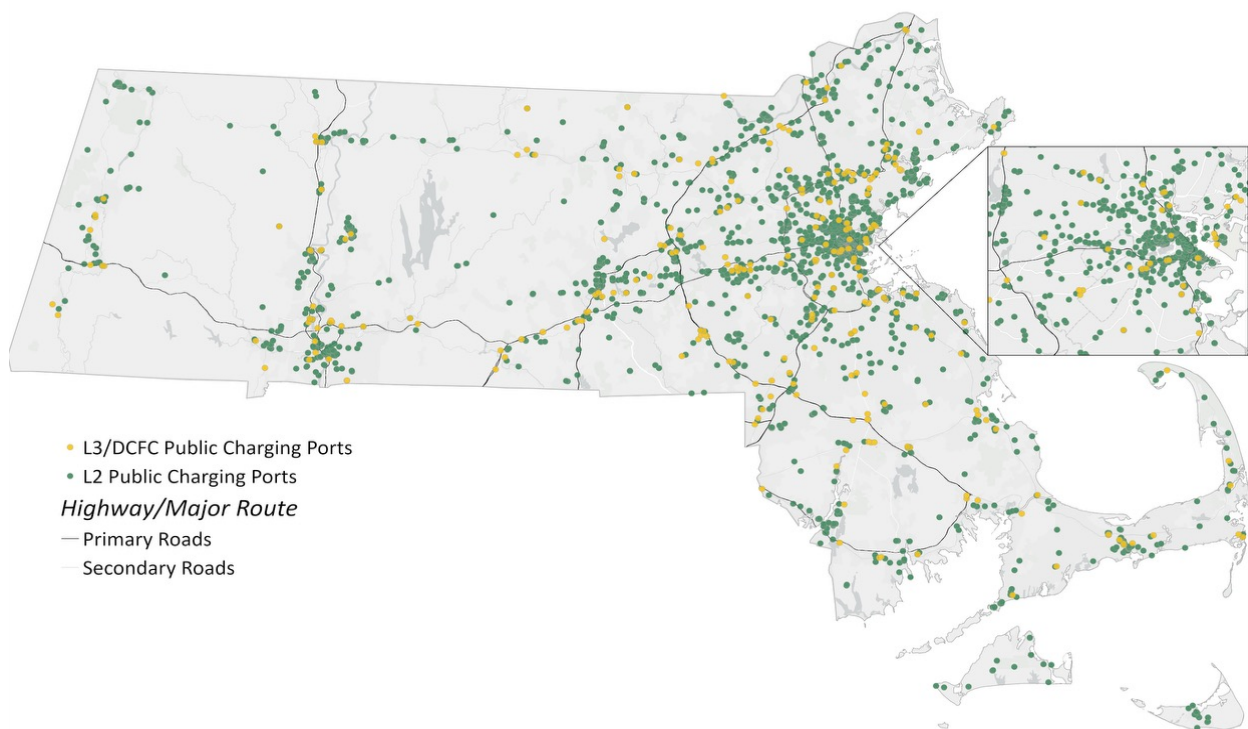 L3/DCFC Public Charging Ports
L2 Public Charging Ports
Highway/Major Route
Primary Roads
Secondary Roads